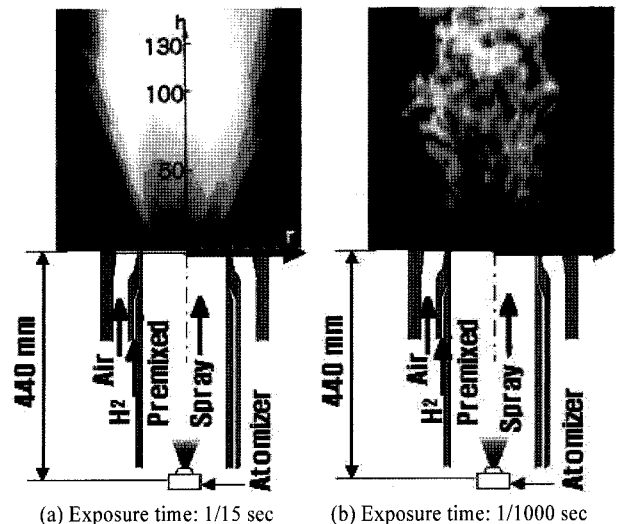 h
130
100
50
r
440 mm
Air
H2
Premixed
Spray
Atomizer
440 mm
Air
H2
Premixed
Spray
Atomizer
(a) Exposure time: 1/15 sec
(b) Exposure time: 1/1000 sec